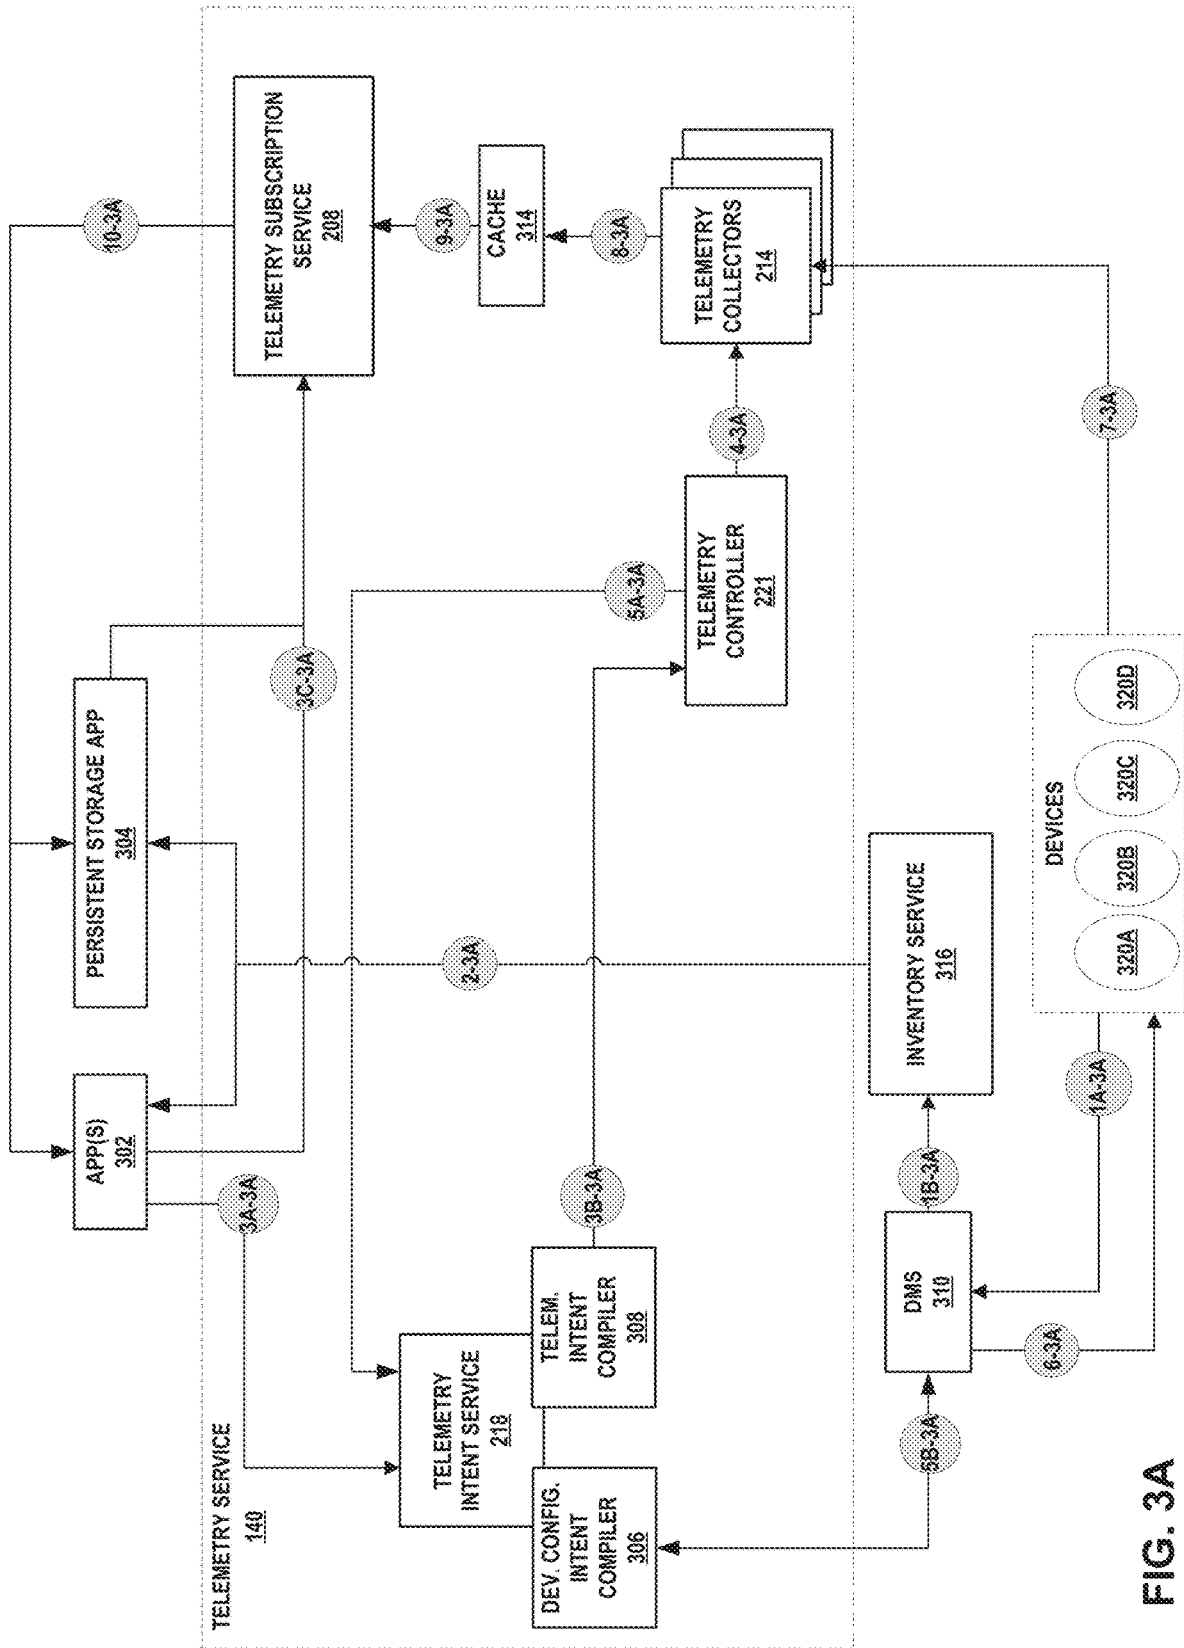 10-3A
APP(S)
302
PERSISTENT STORAGE APP
304
TELEMETRY SERVICE
140
3A-3A
3C-3A
TELEMETRY SUBSCRIPTION
SERVICE
208
5A-3A
2-3A
9-3A
TELEMETRY
INTENT SERVICE
218
CACHE
314
DEV. CONFIG.
INTENT
COMPILER
306
TELEM.
INTENT
COMPILER
308
3B-3A
8-3A
TELEMETRY
CONTROLLER
221
4-3A
TELEMETRY
COLLECTORS
214
5B-3A
DMS
310
1B-3A
INVENTORY SERVICE
316
6-3A
1A-3A
DEVICES
320A
320B
320C
320D
7-3A
FIG. 3A